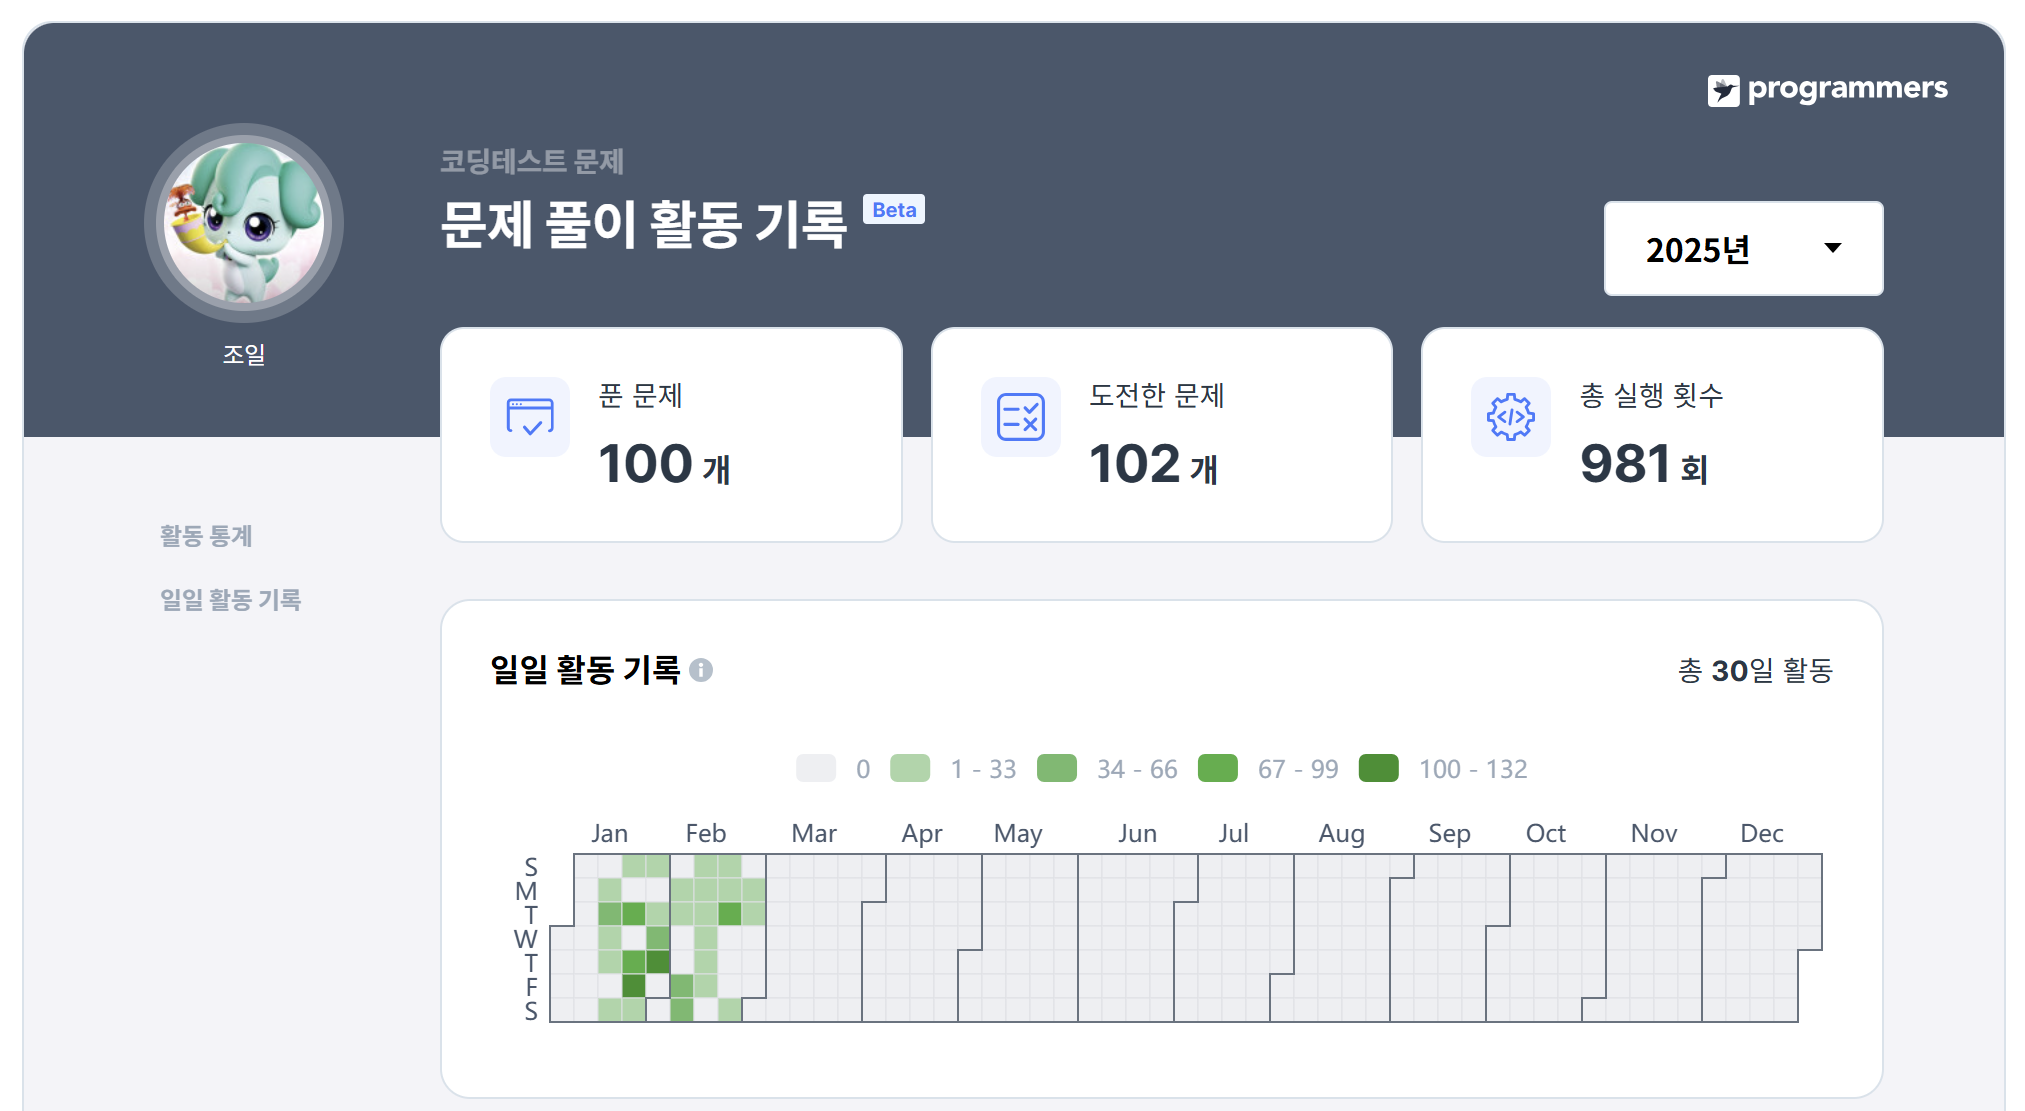 programmers
코딩테스트 문제
문제 풀이 활동 기록 Beta
2025년
조일
푼 문제
100 개
도전한 문제
102 개
총 실행 횟수
981 회
활동 통계
일일 활동 기록
일일 활동 기록
총 30일 활동
0 1 - 33 34 - 66 67 - 99 100 - 132
Jan Feb Mar Apr May Jun Jul Aug Sep Oct Nov Dec
S
M
T
W
T
F
S